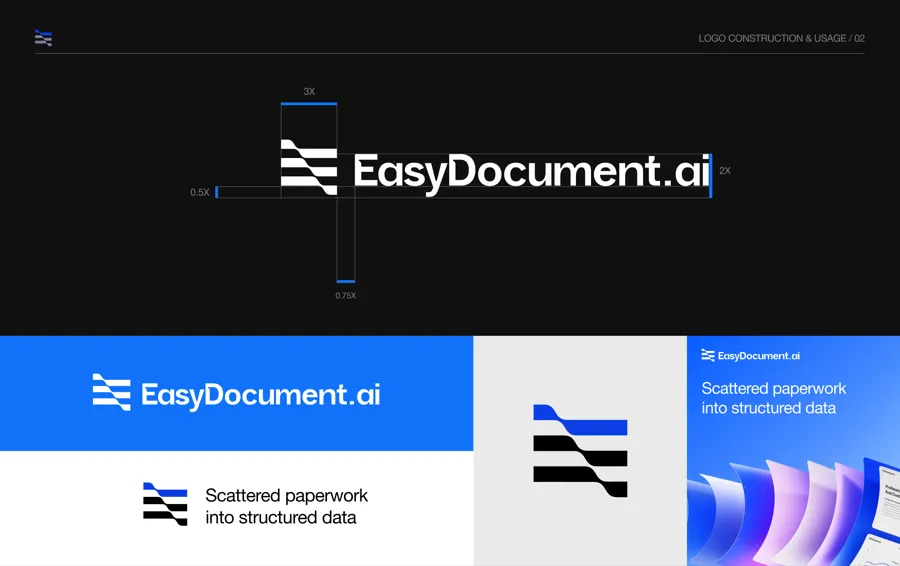 LOGO CONSTRUCTION & USAGE / 02
3X
EasyDocument.ai
2X
0.5X
0.75X
EasyDocument.ai
Scattered paperwork
into structured data
EasyDocument.ai
Scattered paperwork
into structured data